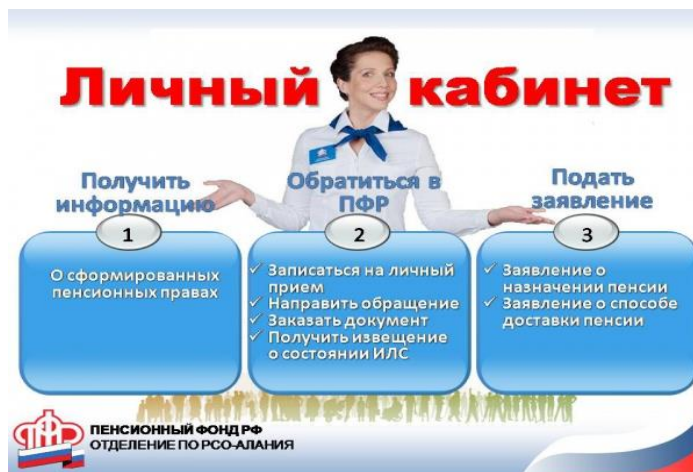 Личный кабинет
Получить
информацию
1
О сформированных
пенсионных правах
Обратиться в
ПФР
2
✓ Записаться на личный
прием
✓ Направить обращение
✓ Заказать документ
✓ Получить извещение
о состоянии ИЛС
Подать
заявление
3
✓ Заявление о
назначении пенсии
✓ Заявление о способе
доставки пенсии
ПЕНСИОННЫЙ ФОНД РФ
ОТДЕЛЕНИЕ ПО РСО-АЛАНИЯ